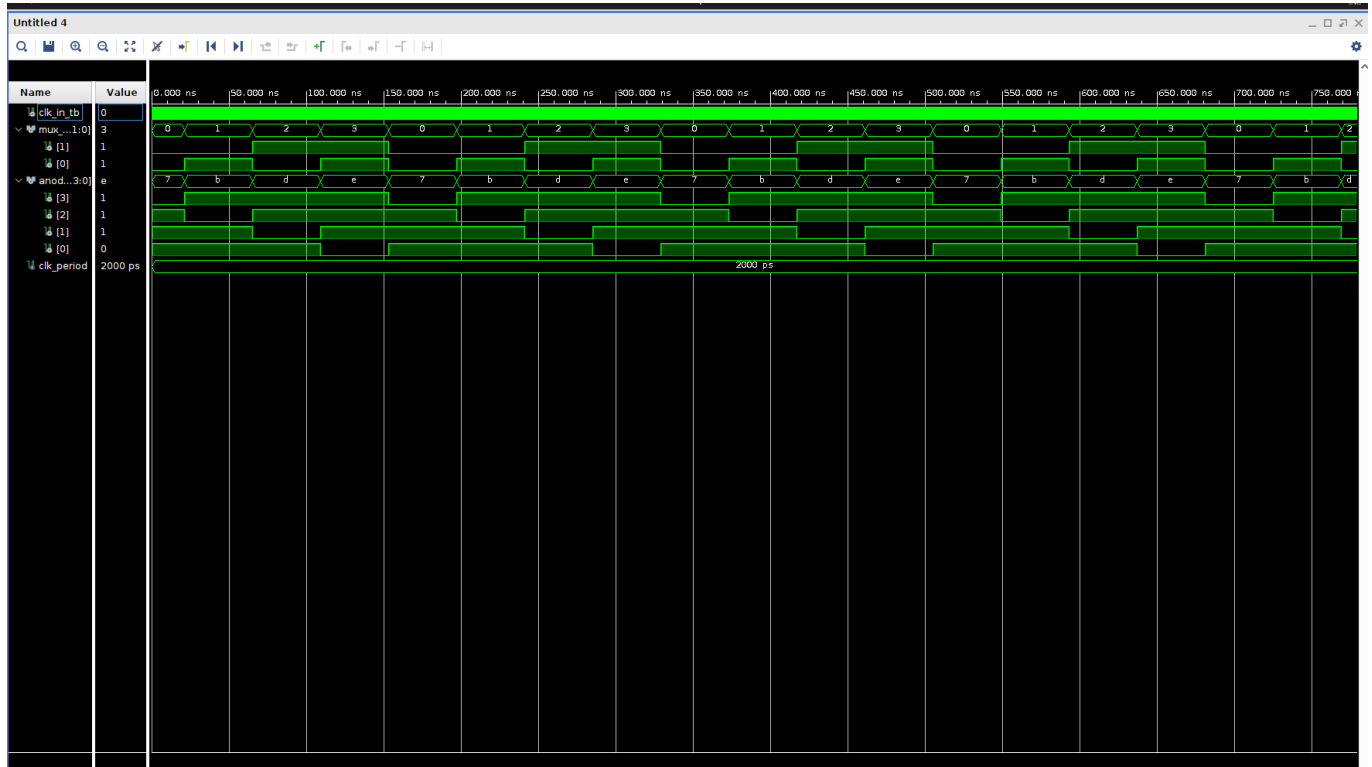 Untitled 4
Name Value
0.000 ns 50.000 ns 100.000 ns 150.000 ns 200.000 ns 250.000 ns 300.000 ns 350.000 ns 400.000 ns 450.000 ns 500.000 ns 550.000 ns 600.000 ns 650.000 ns 700.000 ns 750.000
clk_in_tb 0
mux_...1:0] 3 0 1 2 3 0 1 2 3 0 1 2 3 0 1 2 3 0 1 2
[1] 1
[0] 1
anod...3:0] e 7 b d e 7 b d e 7 b d e 7 b d e 7 b d
[3] 1
[2] 1
[1] 1
[0] 0
clk_period 2000 ps 2000 ps